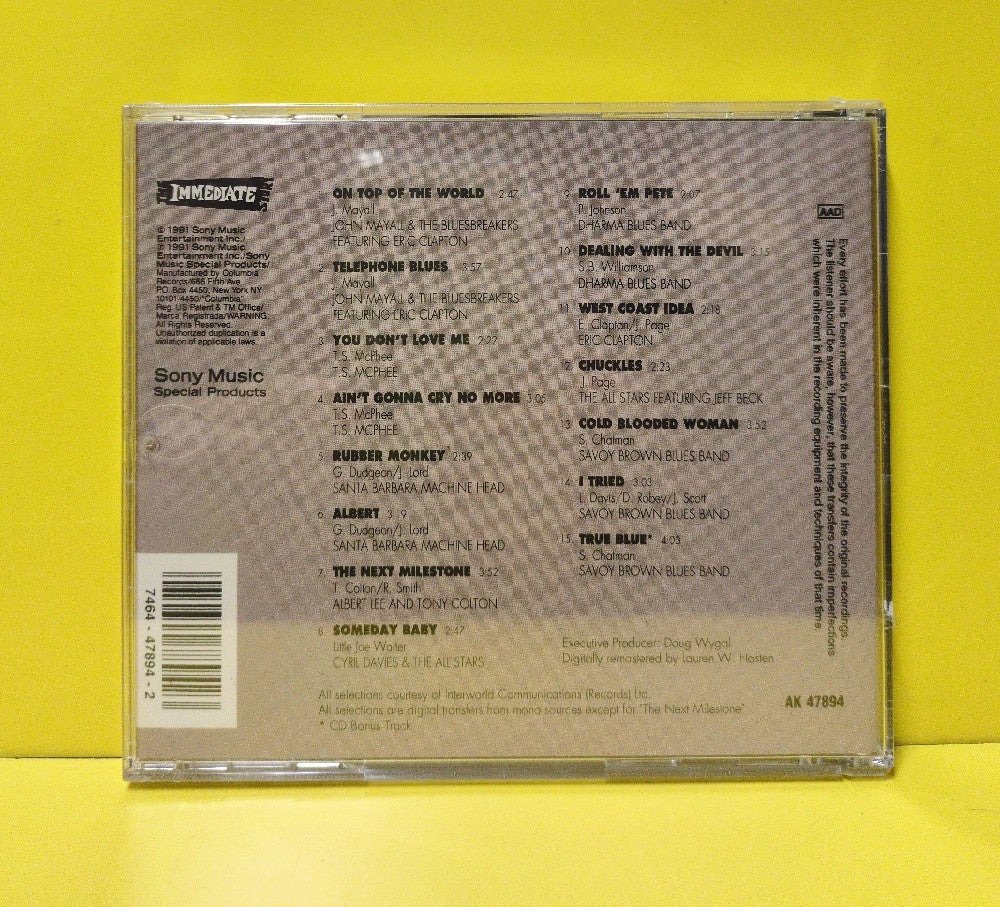 THE IMMEDIATE STORY
© 1991 Sony Music
Entertainment Inc./
℗ 1991 Sony Music
Entertainment Inc./Sony
Music Special Products/
Manufactured by Columbia
Records/666 Fifth Ave.
P.O. Box 4450, New York NY
10101-4450/"Columbia"
Reg. US Patent & TM Office/
Merca Registrada/WARNING:
All Rights Reserved.
Unauthorized duplication is a
violation of applicable laws.
Sony Music
Special Products
7464 - 47894 - 2
1. ON TOP OF THE WORLD 2:47
J. Mayall
JOHN MAYALL & THE BLUESBREAKERS
FEATURING ERIC CLAPTON
2. TELEPHONE BLUES 3:57
J. Mayall
JOHN MAYALL & THE BLUESBREAKERS
FEATURING ERIC CLAPTON
3. YOU DON'T LOVE ME 2:27
T.S. McPhee
T.S. MCPHEE
4. AIN'T GONNA CRY NO MORE 3:05
T.S. McPhee
T.S. MCPHEE
5. RUBBER MONKEY* 2:39
G. Dudgeon/J. Lord
SANTA BARBARA MACHINE HEAD
6. ALBERT 3:19
G. Dudgeon/J. Lord
SANTA BARBARA MACHINE HEAD
7. THE NEXT MILESTONE 3:52
T. Colton/R. Smith
ALBERT LEE AND TONY COLTON
8. SOMEDAY BABY 2:47
Little Joe Walter
CYRIL DAVIES & THE ALL STARS
9. ROLL 'EM PETE 2:07
P. Johnson
DHARMA BLUES BAND
10. DEALING WITH THE DEVIL 3:15
S.B. Williamson
DHARMA BLUES BAND
11. WEST COAST IDEA 2:18
E. Clapton/J. Page
ERIC CLAPTON
12. CHUCKLES 2:23
J. Page
THE ALL STARS FEATURING JEFF BECK
13. COLD BLOODED WOMAN 3:52
S. Chatman
SAVOY BROWN BLUES BAND
14. I TRIED 3:03
L. Davis/D. Robey/J. Scott
SAVOY BROWN BLUES BAND
15. TRUE BLUE* 4:03
S. Chatman
SAVOY BROWN BLUES BAND
Executive Producer: Doug Wygal
Digitally remastered by Lauren W. Hasten
All selections courtesy of Interworld Communications (Records) Ltd.
All selections are digital transfers from mono sources except for "The Next Milestone"
* CD Bonus Track
AK 47894
AAD
Every effort has been made to preserve the integrity of the original recordings.
The listener should be aware, however, that these transfers contain imperfections
which were inherent in the recording equipment and techniques of that time.